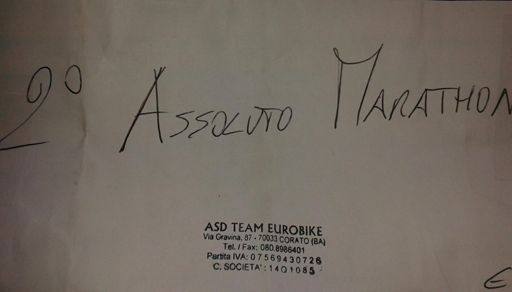 2° ASSOLUTO MARATHON
ASD TEAM EUROBIKE
Via Gravina, 87 - 70033 CORATO (BA)
Tel. / Fax: 080.8986401
Partita IVA: 07569430726
C. SOCIETA': 14Q1085
€